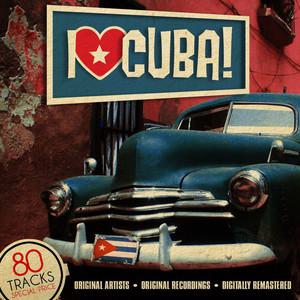 I CUBA!
80
TRACKS
SPECIAL PRICE
ORIGINAL ARTISTS • ORIGINAL RECORDINGS • DIGITALLY REMASTERED